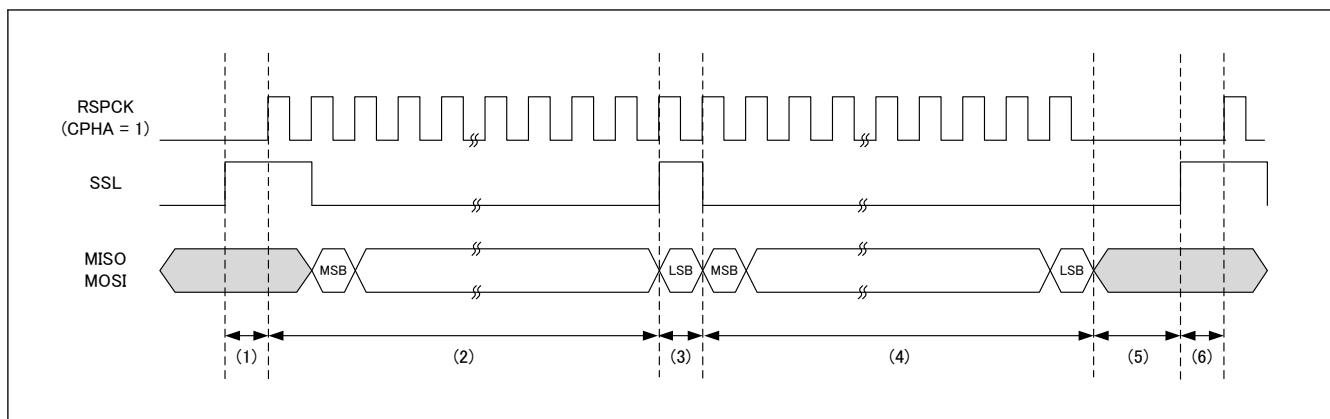 RSPCK
(CPHA = 1)
SSL
MISO
MOSI
MSB
LSB
MSB
LSB
(1)
(2)
(3)
(4)
(5)
(6)